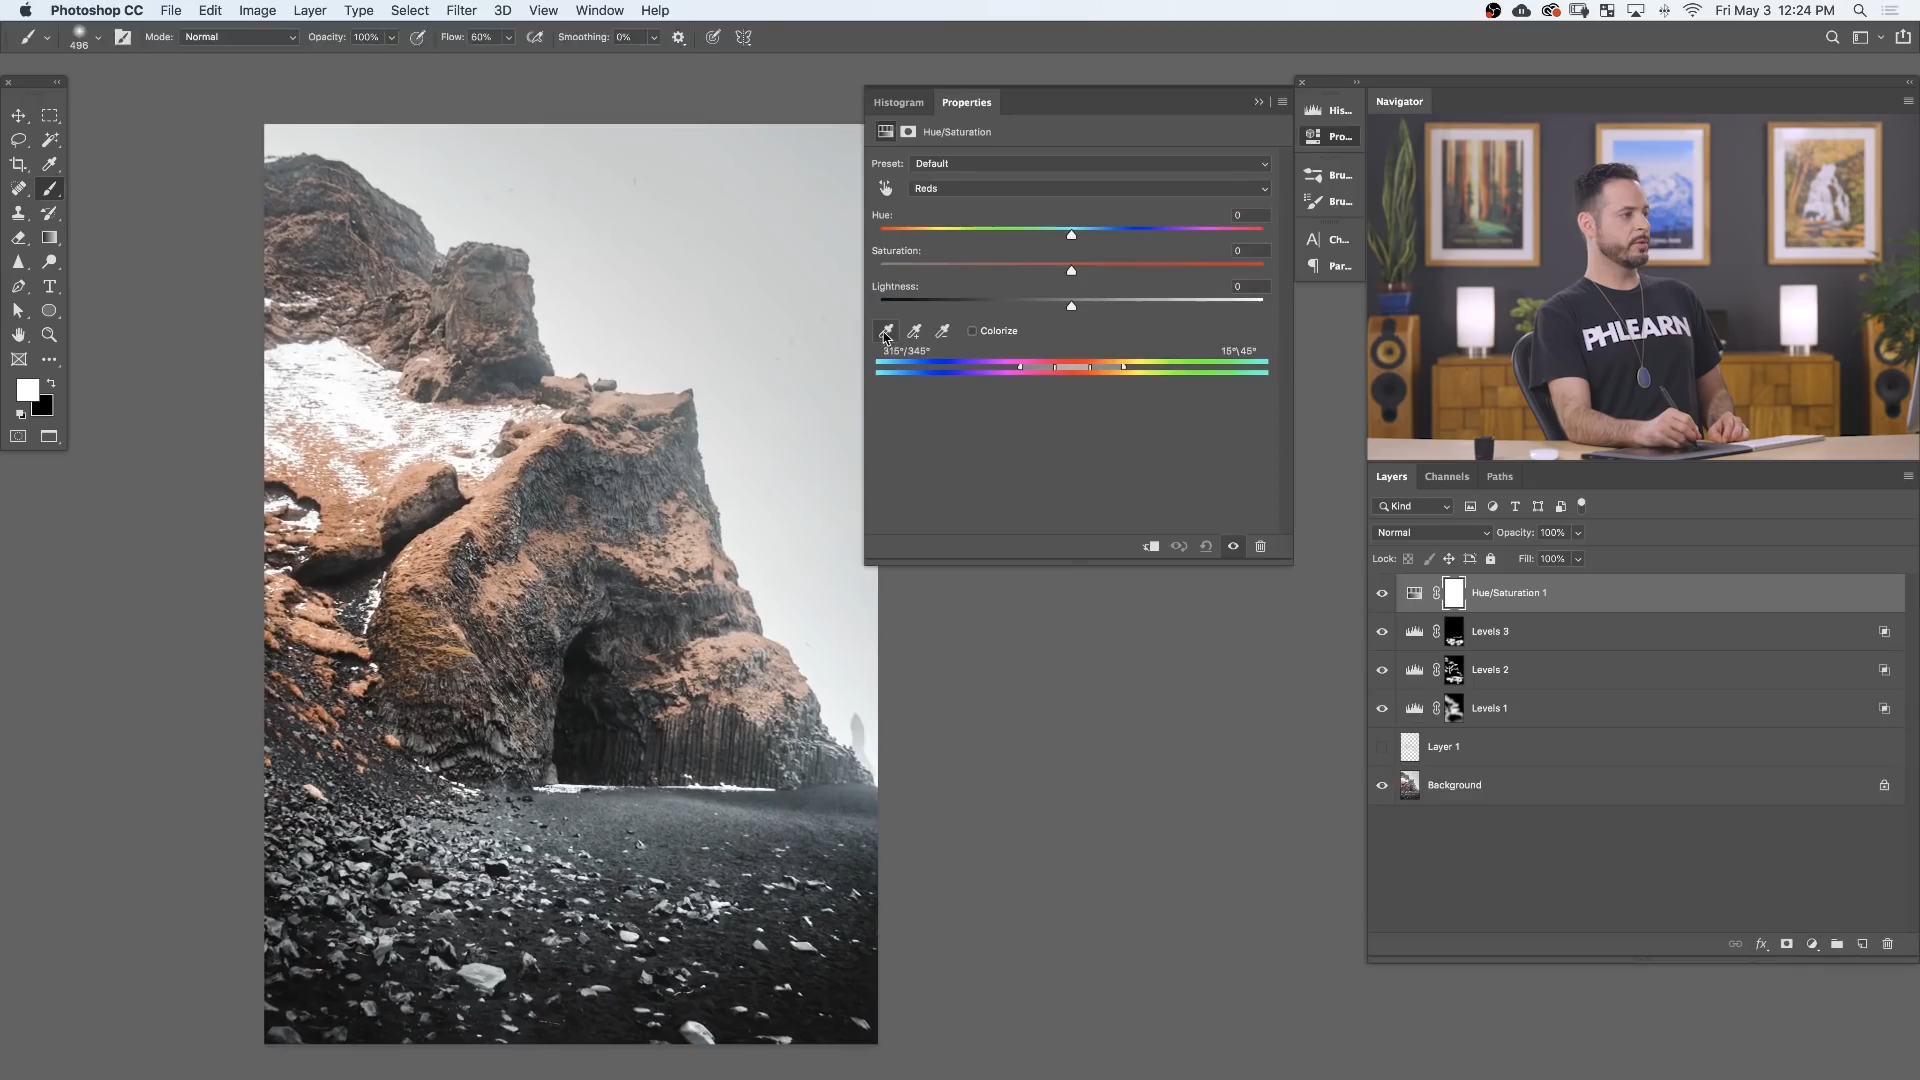 Photoshop CC File Edit Image Layer Type Select Filter 3D View Window Help Fri May 3 12:24 PM
496 Mode: Normal Opacity: 100% Flow: 60% Smoothing: 0%
Histogram Properties
Hue/Saturation
Preset: Default
Reds
Hue: 0
Saturation: 0
Lightness: 0
Colorize
315°/345° 15°\45°
His...
Pro...
Bru...
Bru...
Ch...
Par...
Navigator
PHLEARN
Layers Channels Paths
Kind
Normal Opacity: 100%
Lock: Fill: 100%
Hue/Saturation 1
Levels 3
Levels 2
Levels 1
Layer 1
Background